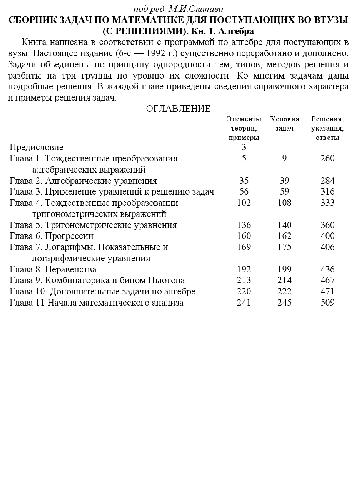 под ред. М.И.Сканави
СБОРНИК ЗАДАЧ ПО МАТЕМАТИКЕ ДЛЯ ПОСТУПАЮЩИХ ВО ВТУЗЫ
(С РЕШЕНИЯМИ). Кн. 1. Алгебра
Книга написана в соответствии с программой по алгебре для поступающих в
вузы. Настоящее издание (6-е — 1992 г.) существенно переработано и дополнено.
Задачи объединены по принципу однородности тем, типов, методов решения и
разбиты на три группы по уровню их сложности. Ко многим задачам даны
подробные решения. В каждой главе приведены сведения справочного характера
и примеры решения задач.
ОГЛАВЛЕНИЕ
Элементы Условия Решения
теории, задач указания,
примеры ответы
Предисловие 3
Глава 1. Тождественные преобразования 5 9 260
алгебраических выражений
Глава 2. Алгебраические уравнения 35 39 284
Глава 3. Применение уравнений к решению задач 56 59 316
Глава 4. Тождественные преобразования 102 108 333
тригонометрических выражений
Глава 5. Тригонометрические уравнения 136 140 360
Глава 6. Прогрессии 160 162 400
Глава 7. Логарифмы. Показательные и 169 175 406
логарифмические уравнения
Глава 8. Неравенства 192 199 436
Глава 9. Комбинаторика и бином Ньютона 213 214 467
Глава 10. Дополнительные задачи по алгебре 220 222 471
Глава 11 Начала математического анализа 241 245 509